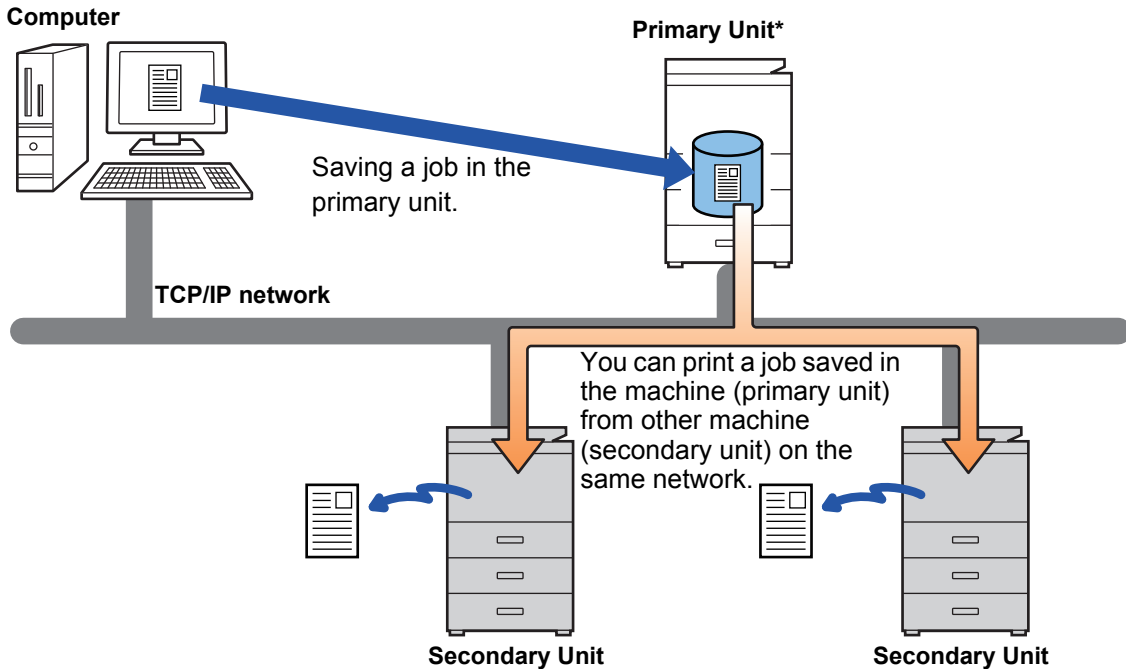 Computer
Primary Unit*
Saving a job in the
primary unit.
TCP/IP network
You can print a job saved in
the machine (primary unit)
from other machine
(secondary unit) on the
same network.
Secondary Unit
Secondary Unit